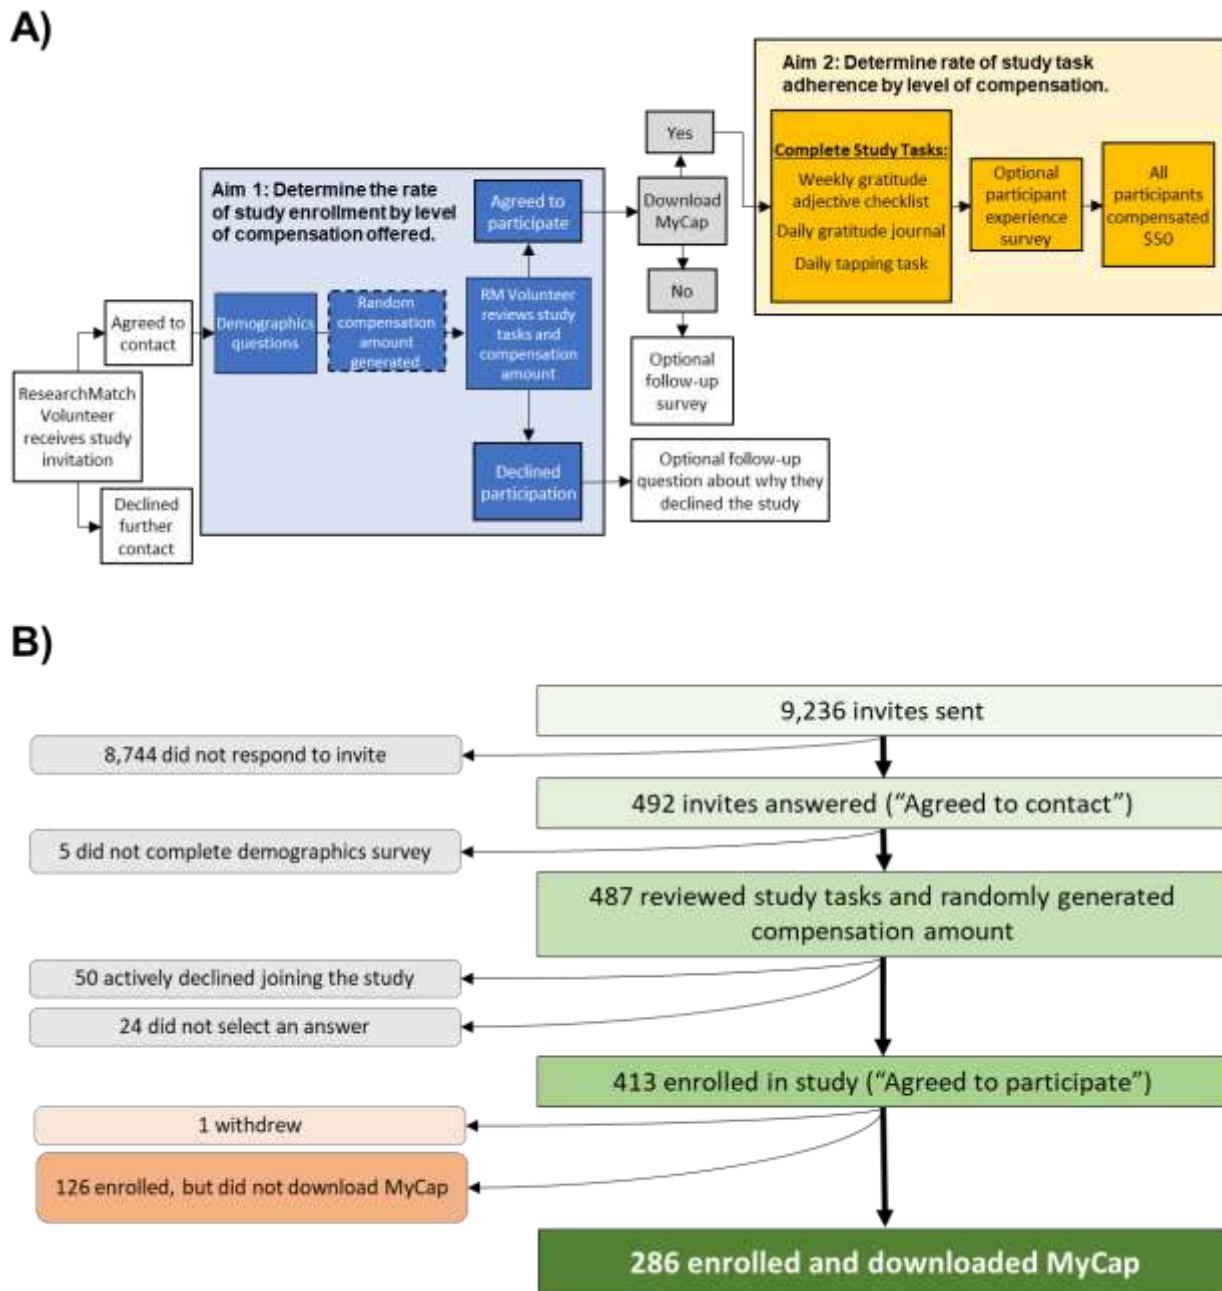 A)
Aim 2: Determine rate of study task
adherence by level of compensation.
Yes
Complete Study Tasks:
Weekly gratitude
adjective checklist
Daily gratitude journal
Daily tapping task
Optional
participant
experience
survey
All
participants
compensated
$50
Aim 1: Determine the rate
of study enrollment by level
of compensation offered.
Agreed to
participate
Download
MyCap
No
Agreed to
contact
Demographics
questions
Random
compensation
amount
generated
RM Volunteer
reviews study
tasks and
compensation
amount
Optional
follow-up
survey
ResearchMatch
Volunteer
receives study
invitation
Declined
participation
Optional follow-up
question about why they
declined the study
Declined
further
contact
B)
9,236 invites sent
8,744 did not respond to invite
492 invites answered (“Agreed to contact”)
5 did not complete demographics survey
487 reviewed study tasks and randomly generated
compensation amount
50 actively declined joining the study
24 did not select an answer
413 enrolled in study (“Agreed to participate”)
1 withdrew
126 enrolled, but did not download MyCap
286 enrolled and downloaded MyCap